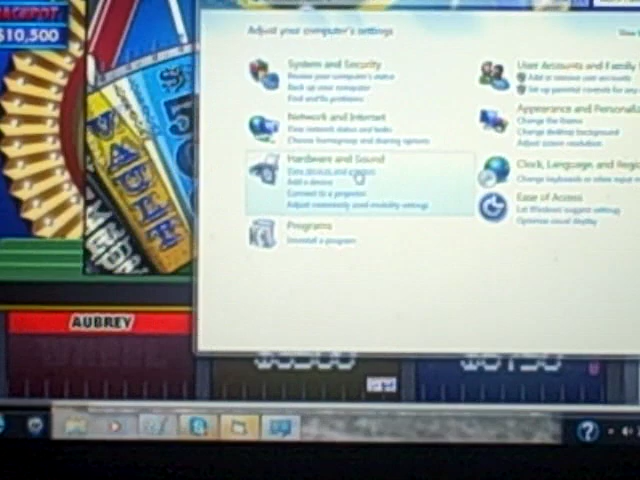 JACKPOT
$10,500
Adjust your computer's settings
System and Security
Review your computer's status
Back up your computer
Find and fix problems
Network and Internet
View network status and tasks
Choose homegroup and sharing options
Hardware and Sound
View devices and printers
Add a device
Connect to a projector
Adjust commonly used mobility settings
Programs
Uninstall a program
User Accounts and Family
Add or remove user accounts
Set up parental controls for any
Appearance and Personaliz
Change the theme
Change desktop background
Adjust screen resolution
Clock, Language, and Regio
Change keyboards or other input m
Ease of Access
Let Windows suggest settings
Optimize visual display
VAULT
AUBREY